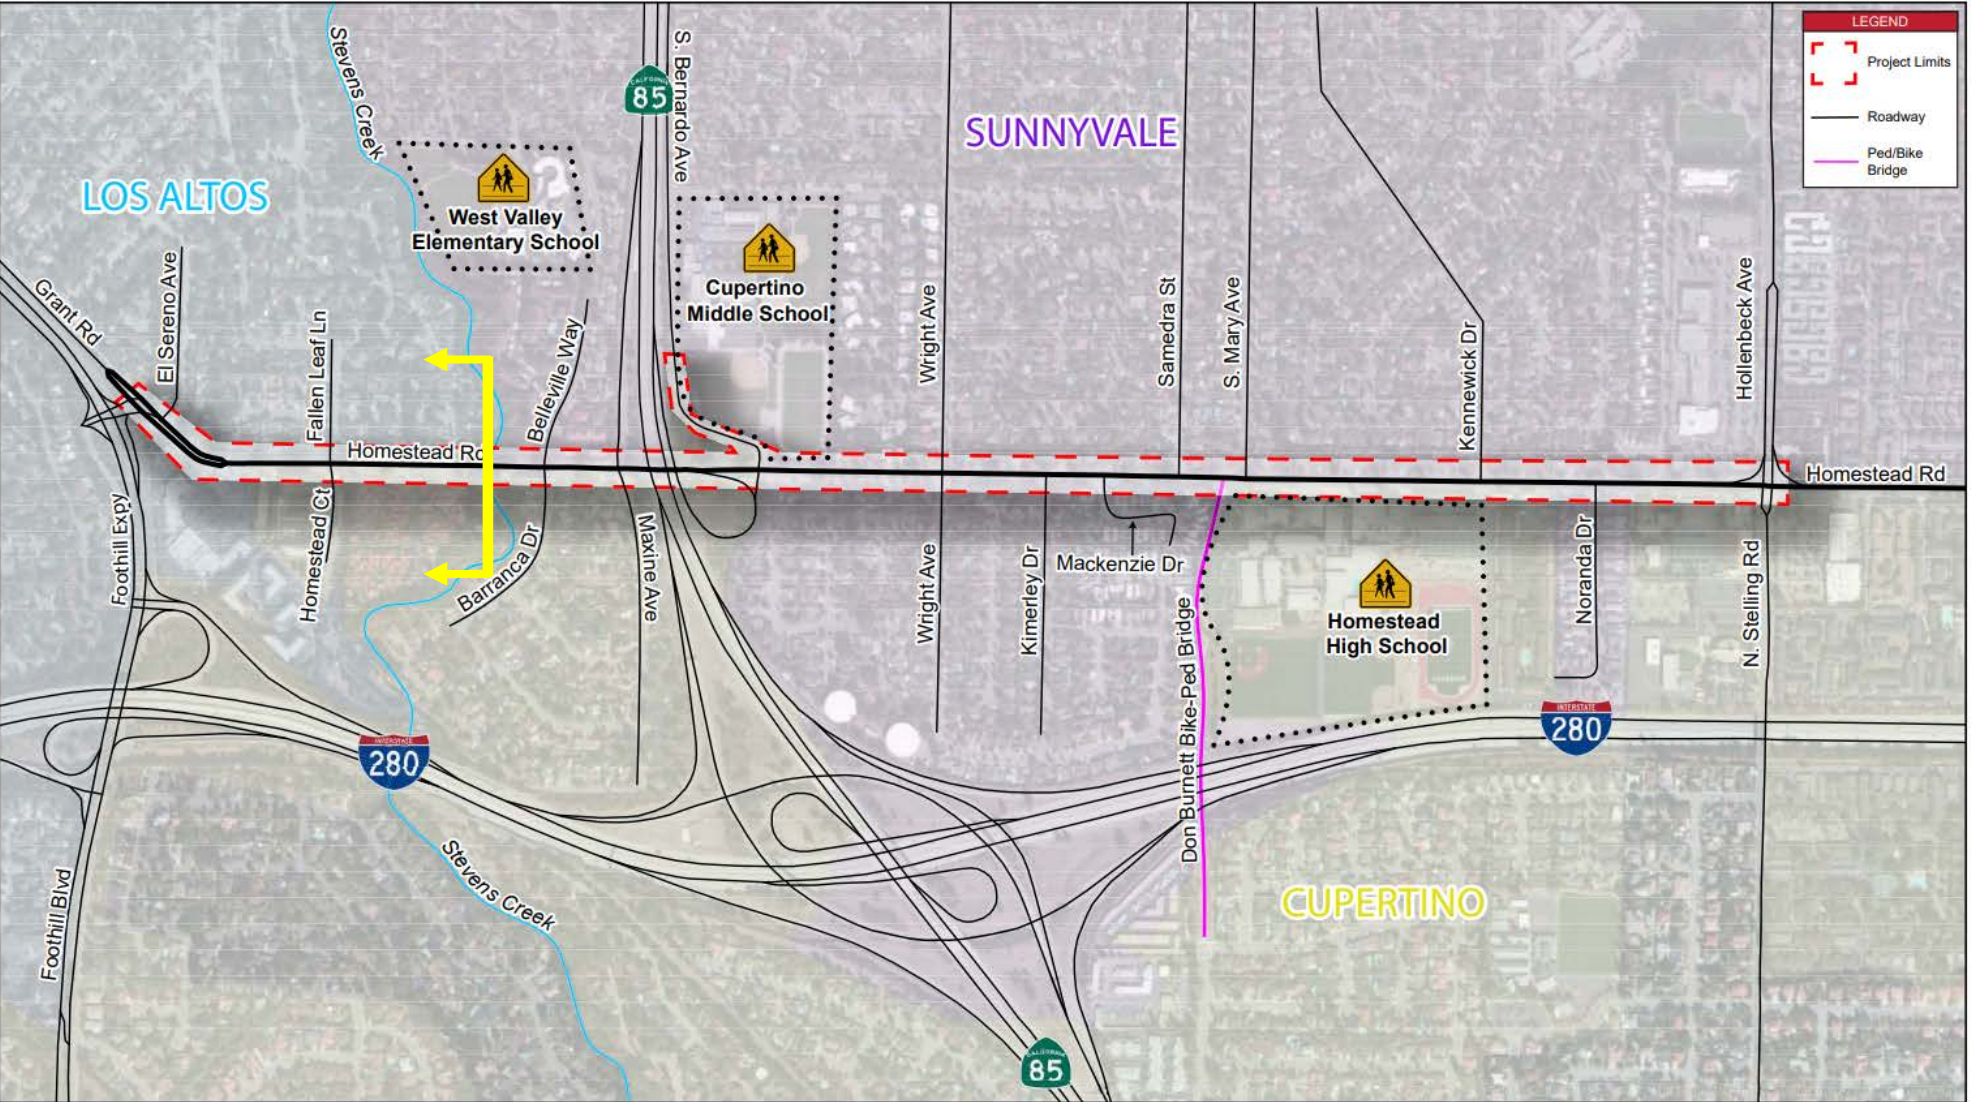 LEGEND
Project Limits
Roadway
Ped/Bike
Bridge
Stevens Creek
CALIFORNIA
85
S. Bernardo Ave
SUNNYVALE
LOS ALTOS
West Valley
Elementary School
Cupertino
Middle School
Grant Rd
El Sereno Ave
Fallen Leaf Ln
Belleville Way
Wright Ave
Samedra St
S. Mary Ave
Kennewick Dr
Hollenbeck Ave
Homestead Rd
Homestead Rd
Foothill Expy
Homestead Ct
Barranca Dr
Maxine Ave
Wright Ave
Kimerley Dr
Mackenzie Dr
Don Burnett Bike-Ped Bridge
Homestead
High School
Noranda Dr
N. Stelling Rd
INTERSTATE
280
INTERSTATE
280
Stevens Creek
Foothill Blvd
CUPERTINO
CALIFORNIA
85